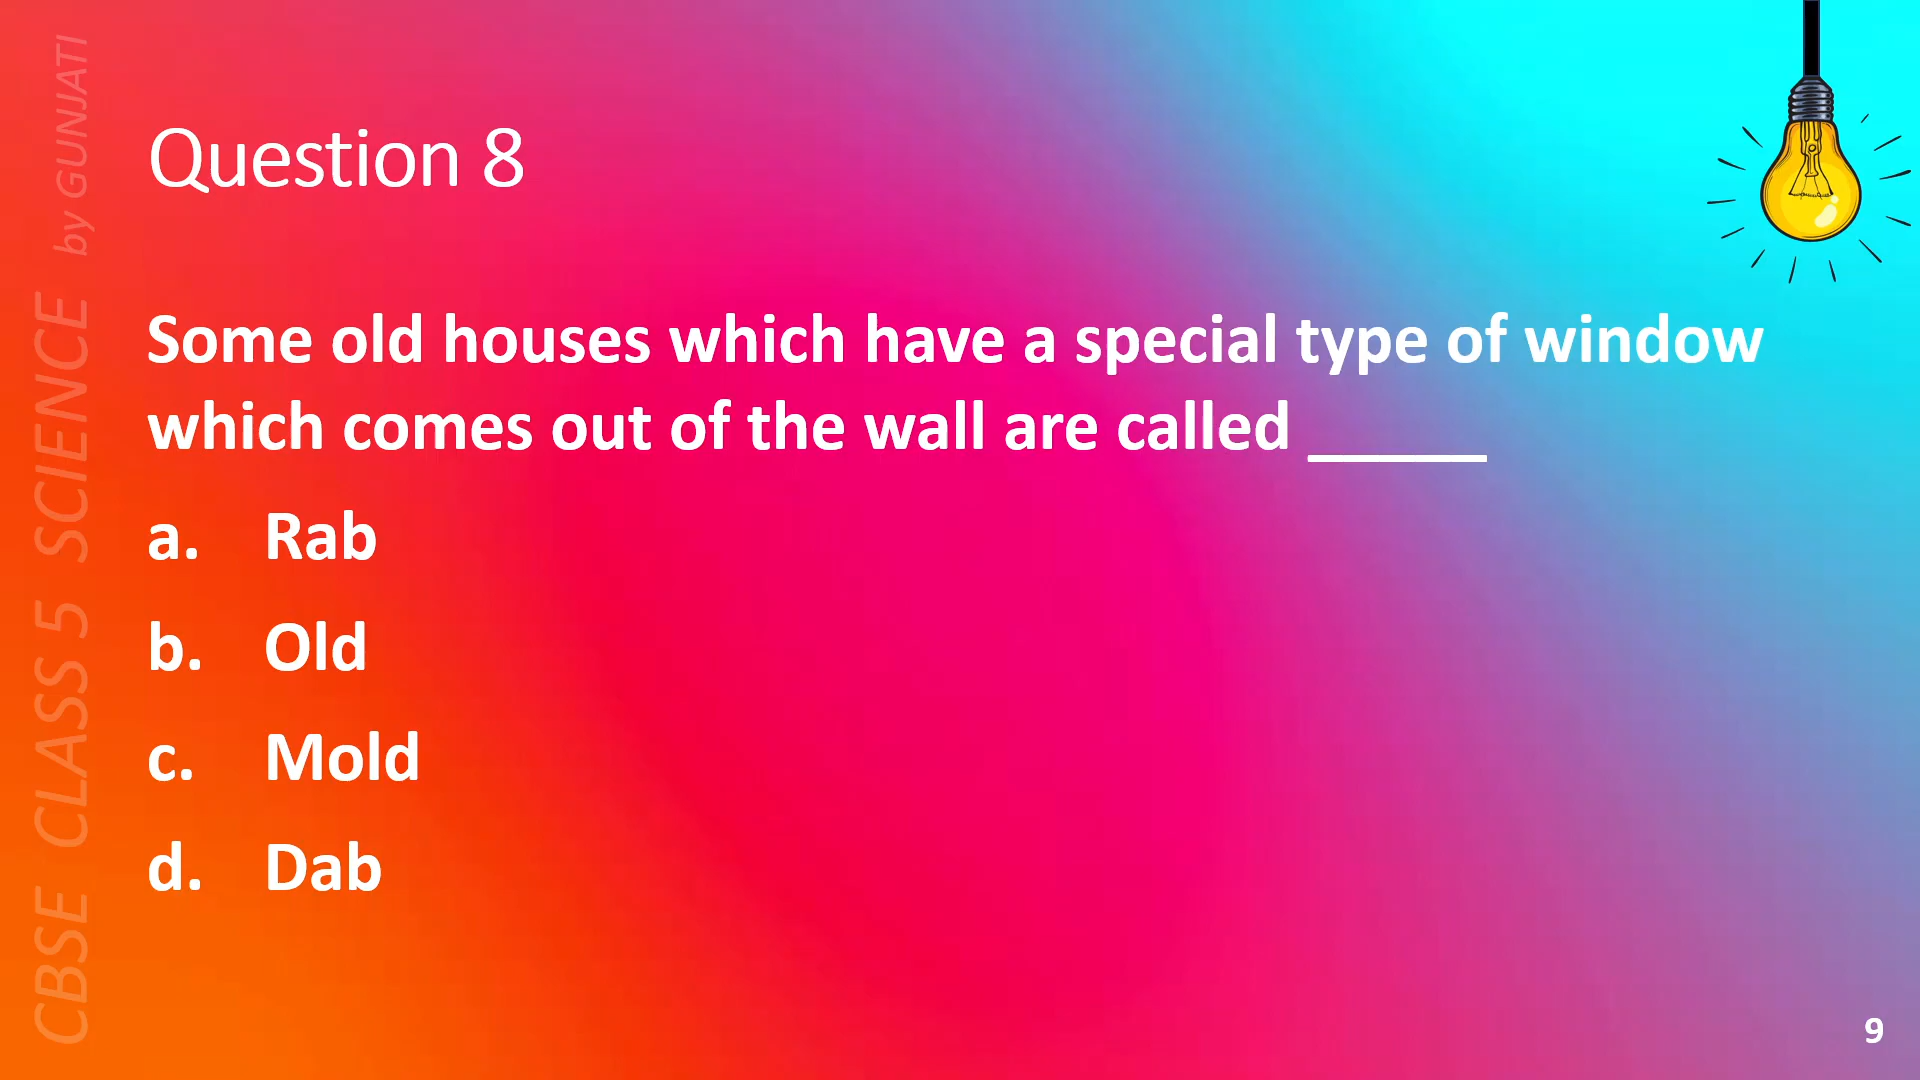 Question 8
Some old houses which have a special type of window
which comes out of the wall are called _____
a. Rab
b. Old
c. Mold
d. Dab
CBSE CLASS 5 SCIENCE by GUNJATI
9